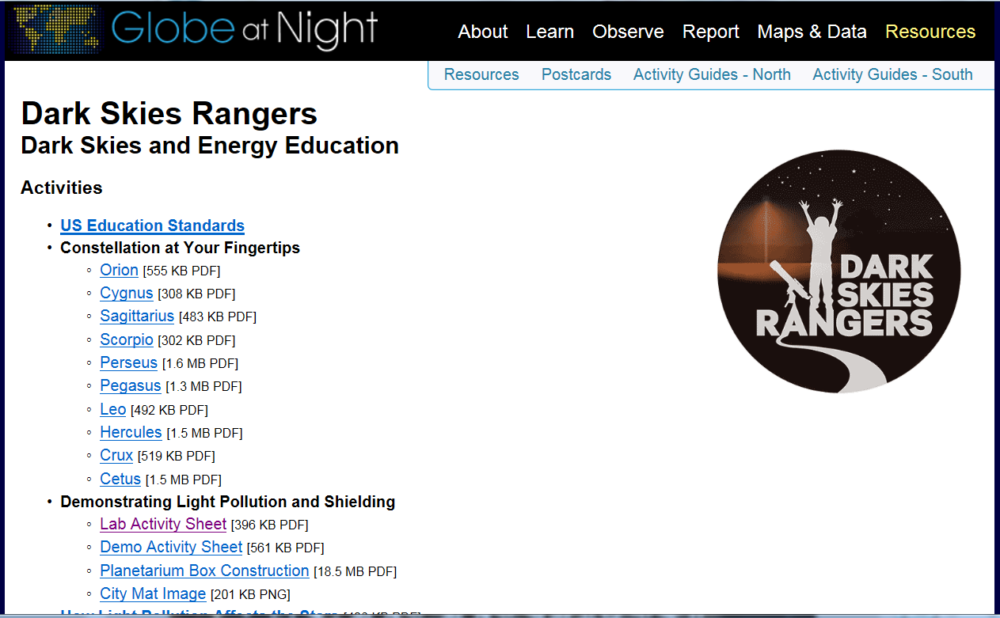 Globe at Night
About Learn Observe Report Maps & Data Resources
Resources Postcards Activity Guides - North Activity Guides - South
Dark Skies Rangers
Dark Skies and Energy Education
Activities
• US Education Standards
• Constellation at Your Fingertips
◦ Orion [555 KB PDF]
◦ Cygnus [308 KB PDF]
◦ Sagittarius [483 KB PDF]
◦ Scorpio [302 KB PDF]
◦ Perseus [1.6 MB PDF]
◦ Pegasus [1.3 MB PDF]
◦ Leo [492 KB PDF]
◦ Hercules [1.5 MB PDF]
◦ Crux [519 KB PDF]
◦ Cetus [1.5 MB PDF]
• Demonstrating Light Pollution and Shielding
◦ Lab Activity Sheet [396 KB PDF]
◦ Demo Activity Sheet [561 KB PDF]
◦ Planetarium Box Construction [18.5 MB PDF]
◦ City Mat Image [201 KB PNG]
How Light Pollution Affects the Stars
DARK
SKIES
RANGERS